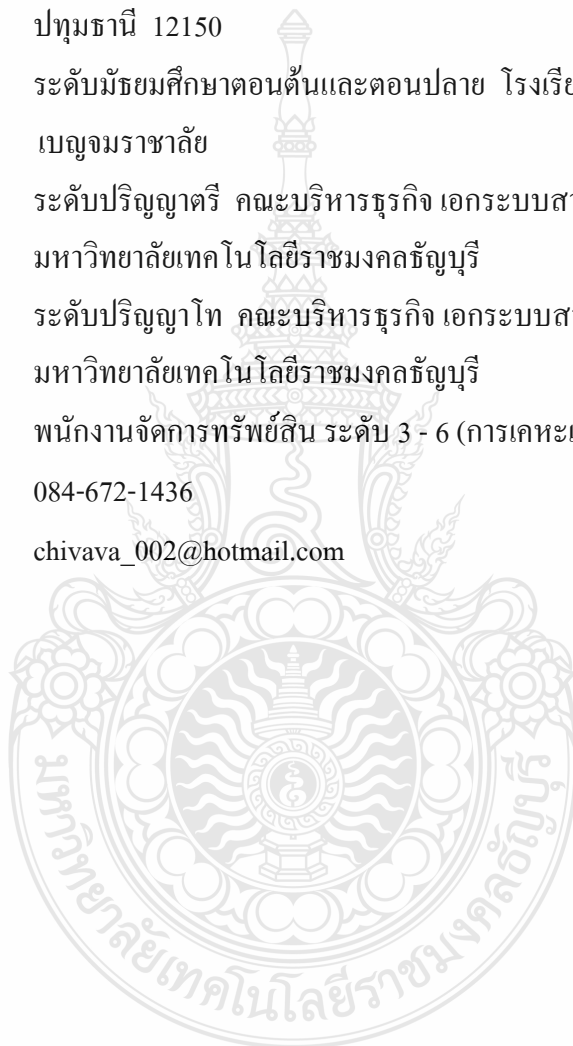 ปทุมธานี 12150
ระดับมัธยมศึกษาตอนต้นและตอนปลาย โรงเรีย
เบญจมราชาลัย
ระดับปริญญาตรี คณะบริหารธุรกิจ เอกระบบสา
มหาวิทยาลัยเทคโนโลยีราชมงคลธัญบุรี
ระดับปริญญาโท คณะบริหารธุรกิจ เอกระบบสา
มหาวิทยาลัยเทคโนโลยีราชมงคลธัญบุรี
พนักงานจัดการทรัพย์สิน ระดับ 3 - 6 (การเคหะแ
084-672-1436
chivava_002@hotmail.com
มหาวิทยาลัยเทคโนโลยีราชมงคลธัญบุรี